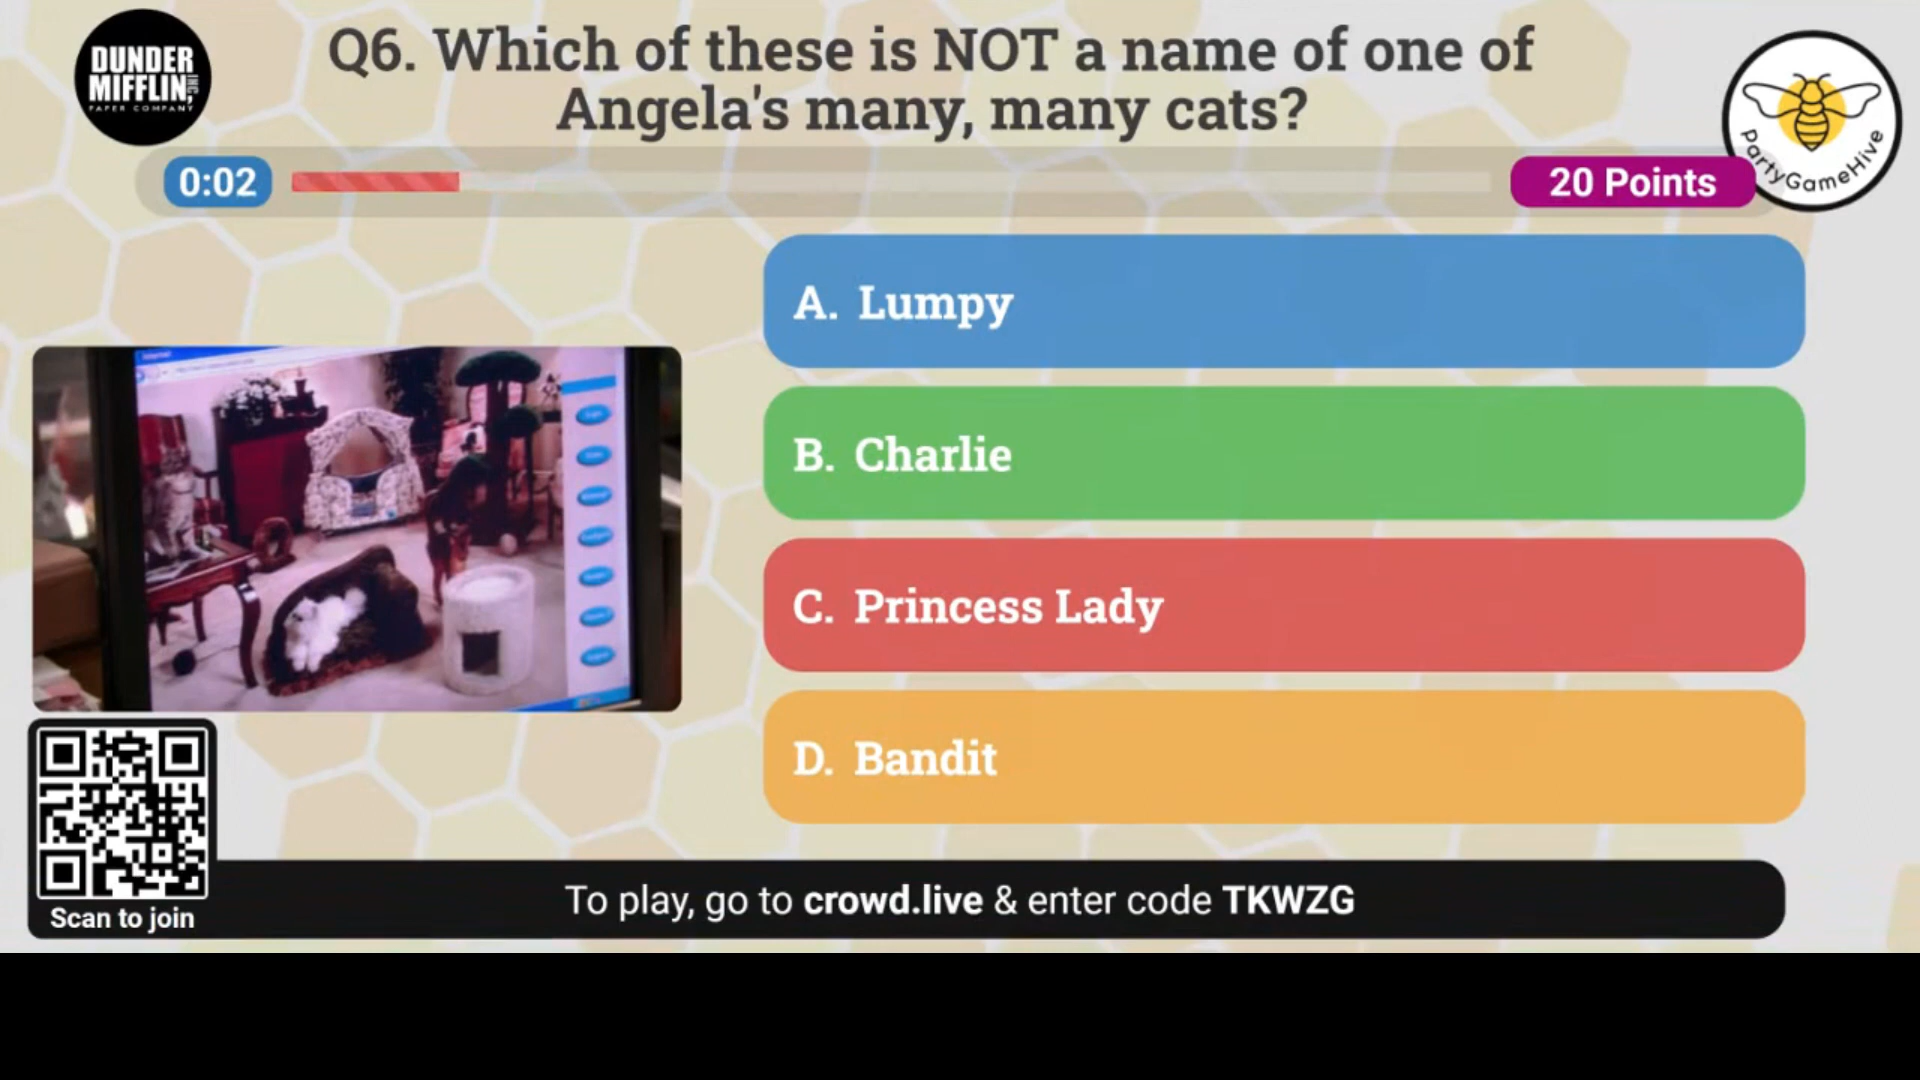 DUNDER
MIFFLIN, INC
PAPER COMPANY
Q6. Which of these is NOT a name of one of
Angela's many, many cats?
PartyGameHive
0:02
20 Points
A. Lumpy
B. Charlie
C. Princess Lady
D. Bandit
Scan to join
To play, go to crowd.live & enter code TKWZG